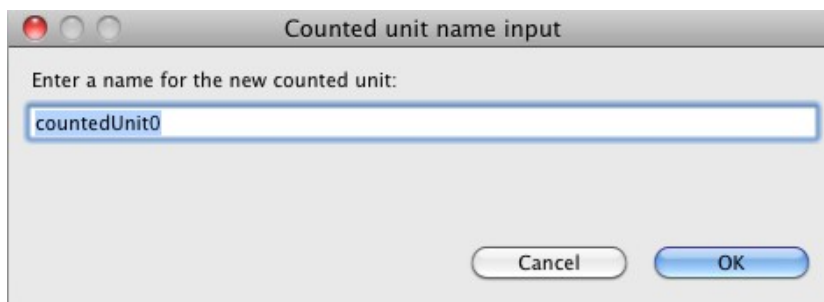 Counted unit name input
Enter a name for the new counted unit:
countedUnit0
Cancel OK